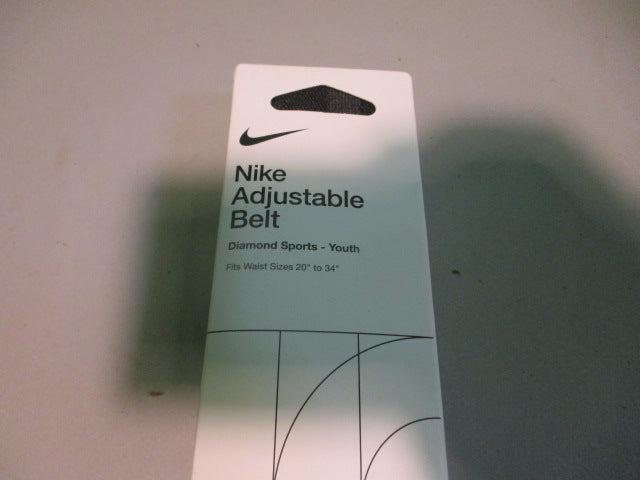 Nike
Adjustable
Belt
Diamond Sports - Youth
Fits Waist Sizes 20" to 34"